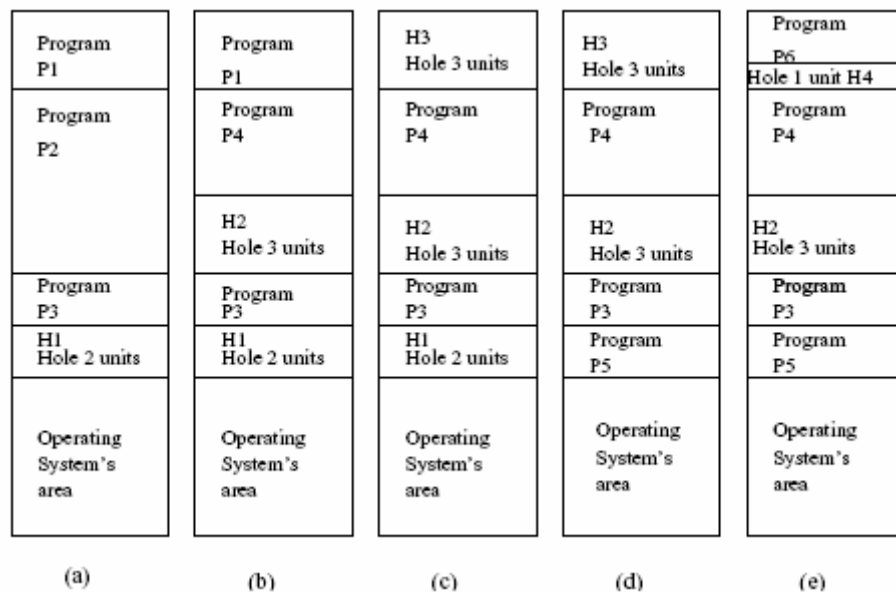 Program
P1
Program
P2
Program
P3
H1
Hole 2 units
Operating
System's
area
(a)
Program
P1
Program
P4
H2
Hole 3 units
Program
P3
H1
Hole 2 units
Operating
System's
area
(b)
H3
Hole 3 units
Program
P4
H2
Hole 3 units
Program
P3
H1
Hole 2 units
Operating
System's
area
(c)
H3
Hole 3 units
Program
P4
H2
Hole 3 units
Program
P3
Program
P5
Operating
System's
area
(d)
Program
P6
Hole 1 unit H4
Program
P4
H2
Hole 3 units
Program
P3
Program
P5
Operating
System's
area
(e)